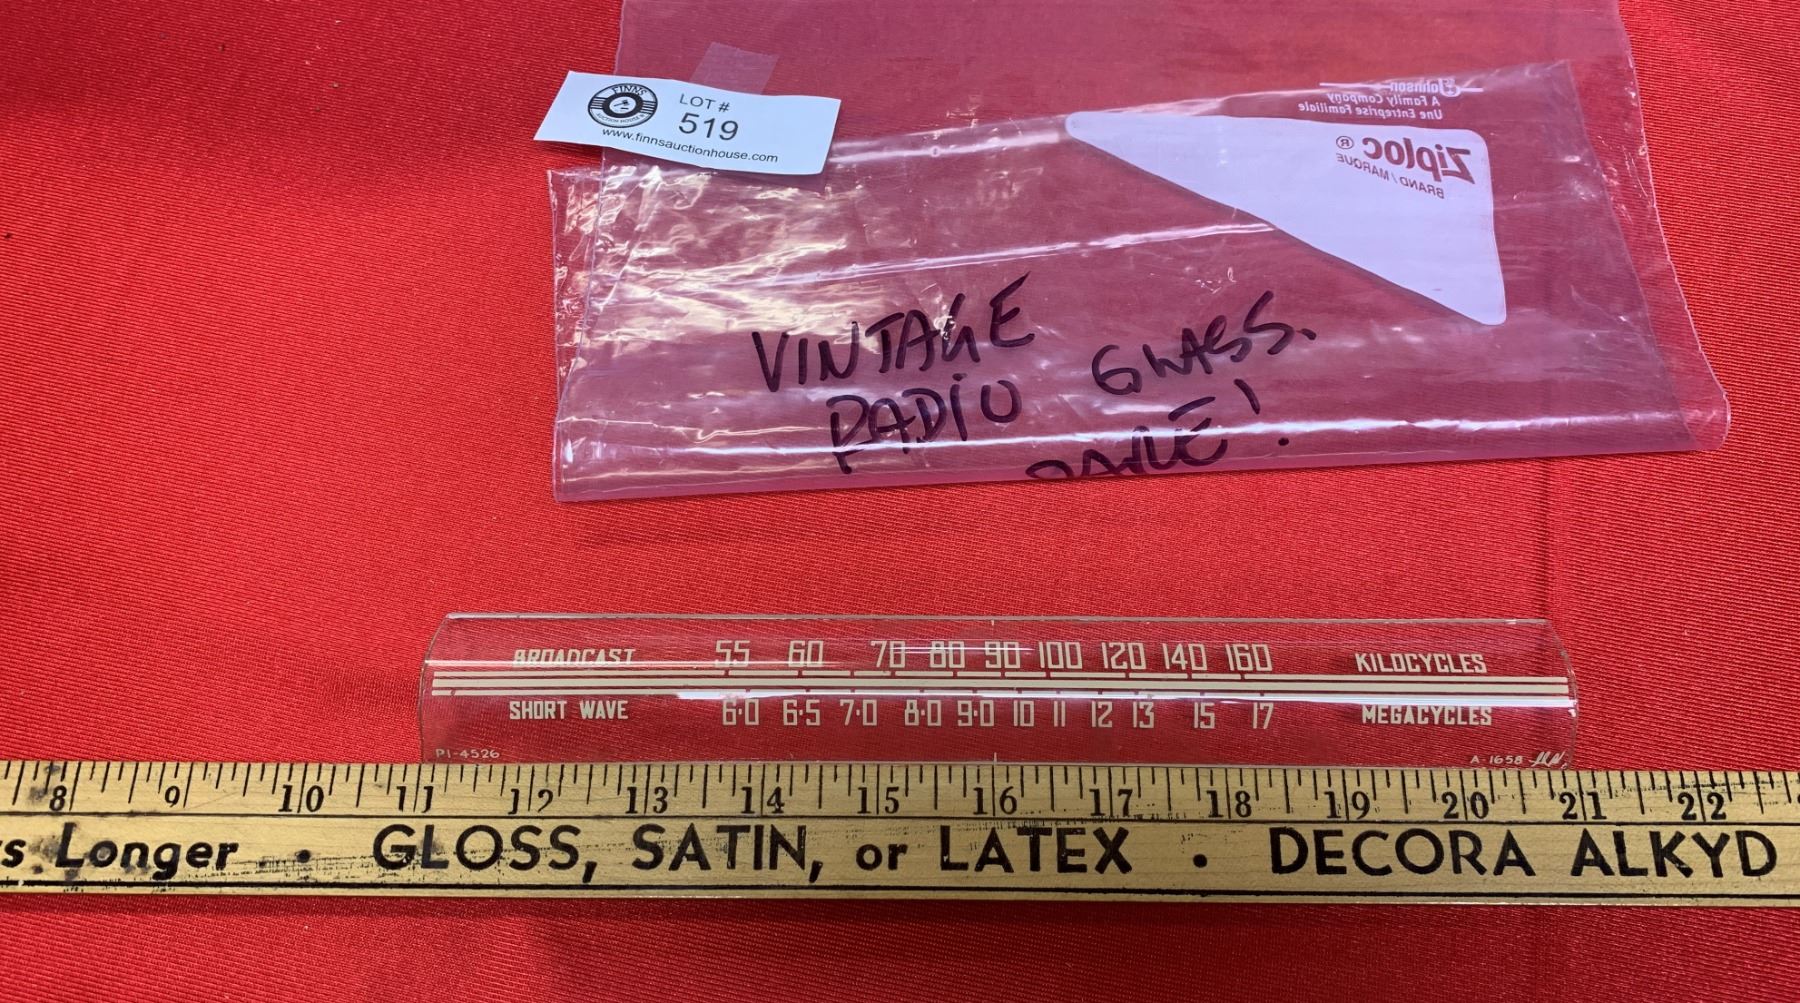 FINNS
AUCTION HOUSE
LOT #
519
www.finnsauctionhouse.com
Johnson
A Family Company
Une Entreprise Familiale
Ziploc®
BRAND/MARQUE
VINTAGE
RADIO GLASS.
RARE!
BROADCAST 55 60 70 80 90 100 120 140 160 KILOCYCLES
SHORT WAVE 6·0 6·5 7·0 8·0 9·0 10 11 12 13 15 17 MEGACYCLES
P1-4526 A-1658
8 9 10 11 12 13 14 15 16 17 18 19 20 21 22
s Longer • GLOSS, SATIN, or LATEX • DECORA ALKYD